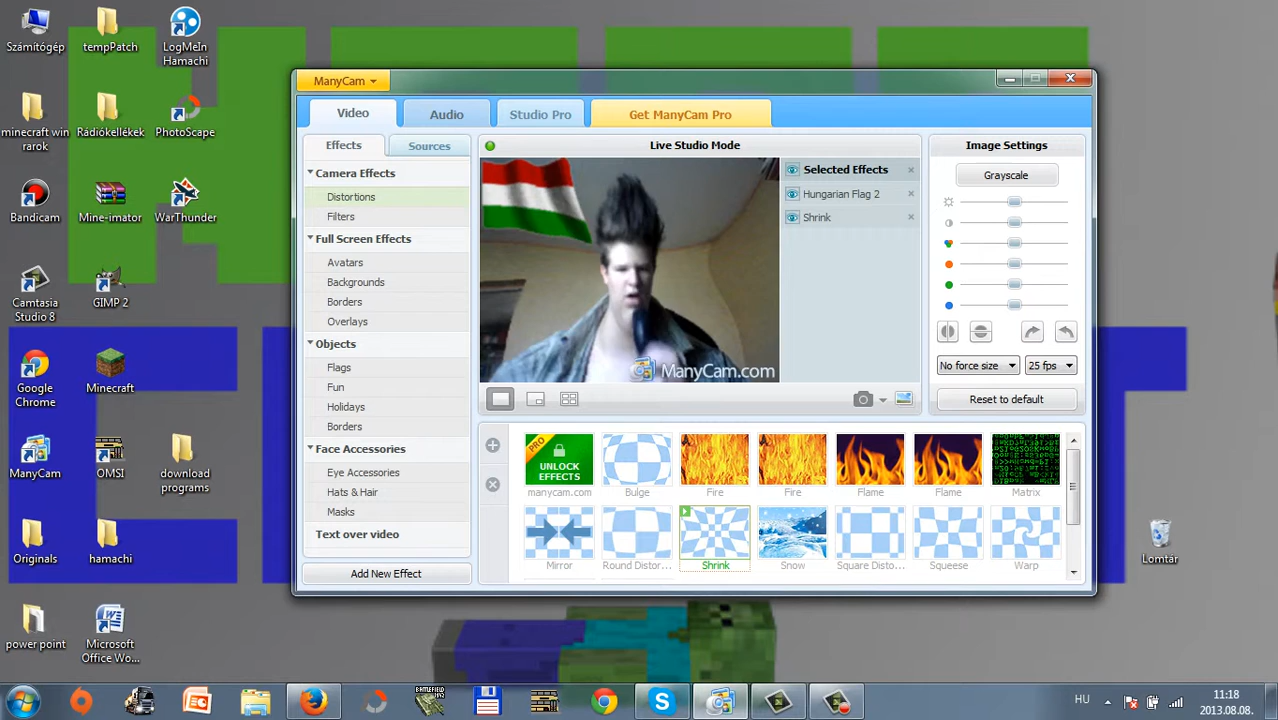 Számítógép
tempPatch
LogMeIn
Hamachi
minecraft win
rarok
Rádiókellékek
PhotoScape
Bandicam
Mine-imator
WarThunder
Camtasia
Studio 8
GIMP 2
Google
Chrome
Minecraft
ManyCam
OMSI
download
programs
Originals
hamachi
power point
Microsoft
Office Wo...
Lomtár
ManyCam
Video
Audio
Studio Pro
Get ManyCam Pro
Effects
Sources
Camera Effects
Distortions
Filters
Full Screen Effects
Avatars
Backgrounds
Borders
Overlays
Objects
Flags
Fun
Holidays
Borders
Face Accessories
Eye Accessories
Hats & Hair
Masks
Text over video
Add New Effect
Live Studio Mode
ManyCam.com
Selected Effects
Hungarian Flag 2
Shrink
Image Settings
Grayscale
No force size
25 fps
Reset to default
PRO
UNLOCK
EFFECTS
manycam.com
Bulge
Fire
Fire
Flame
Flame
Matrix
Mirror
Round Distor...
Shrink
Snow
Square Disto...
Squeese
Warp
HU
11:18
2013.08.08.